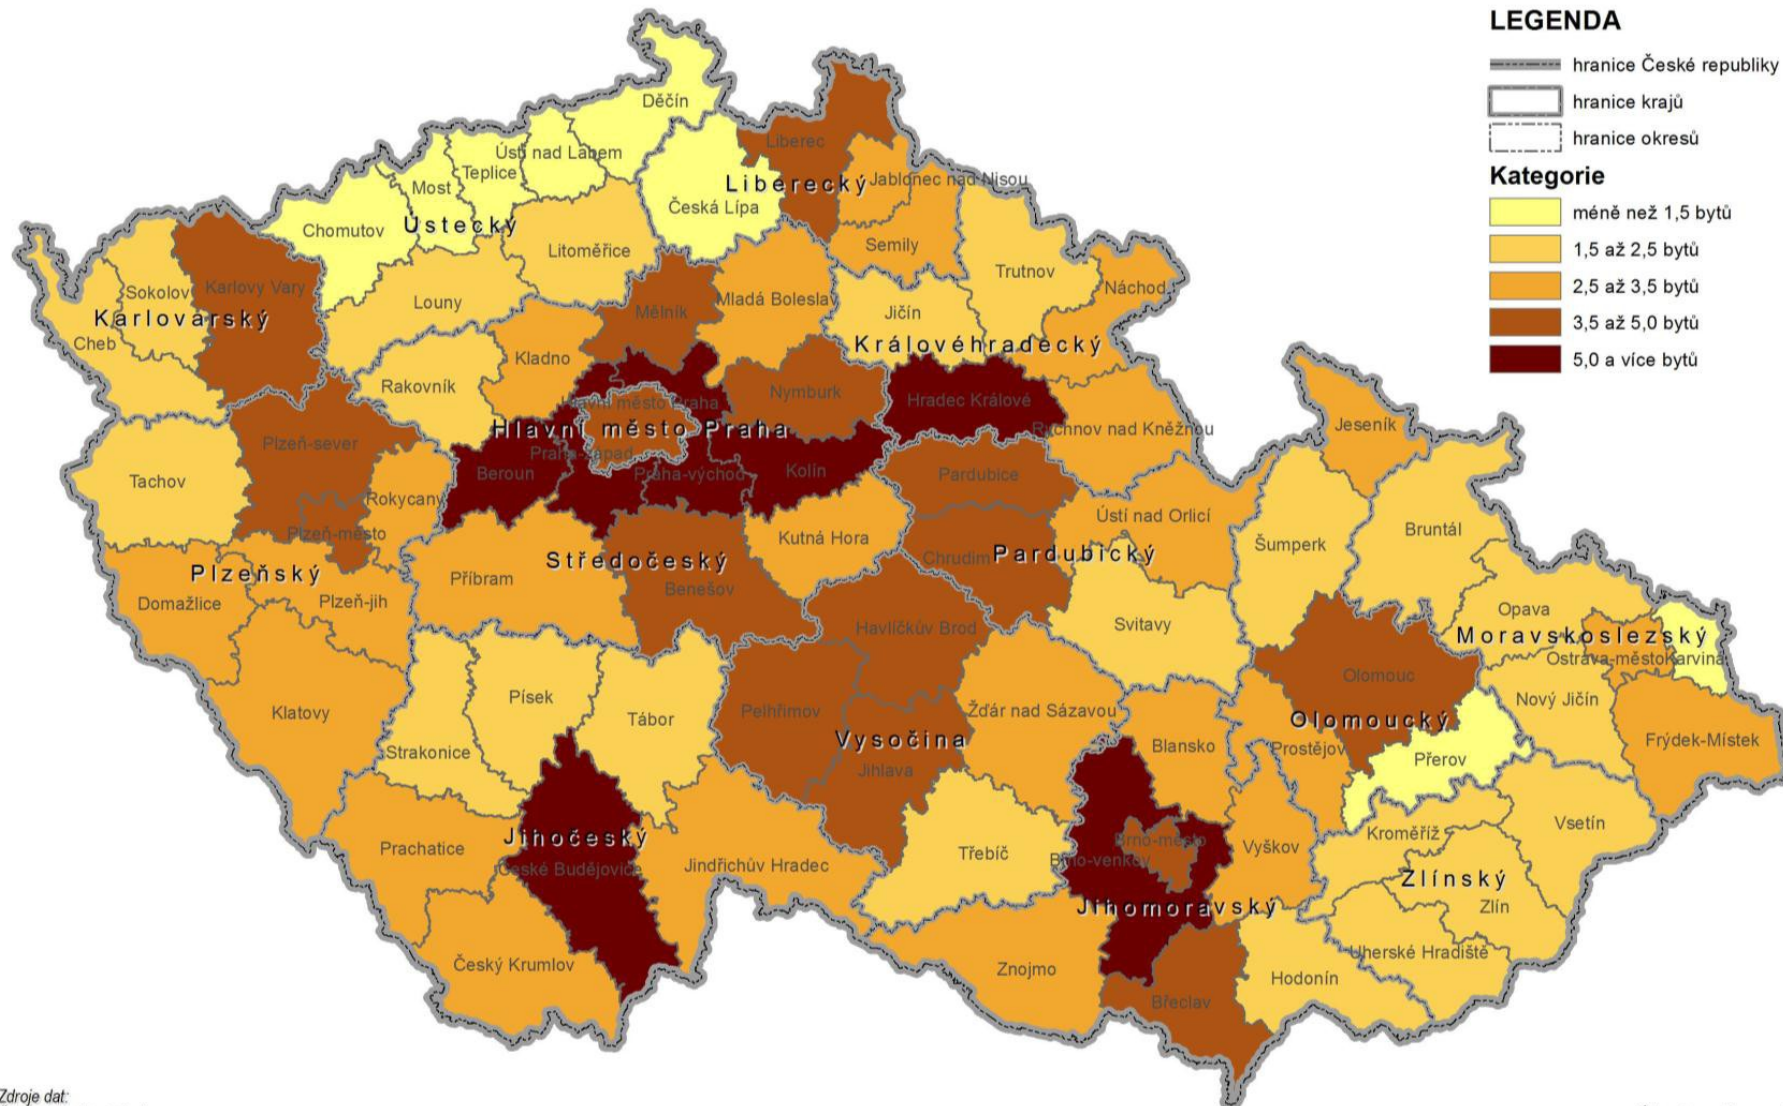 LEGENDA
hranice České republiky
hranice krajů
hranice okresů
Kategorie
méně než 1,5 bytů
1,5 až 2,5 bytů
2,5 až 3,5 bytů
3,5 až 5,0 bytů
5,0 a více bytů
Děčín
Liberec
Ústí nad Labem
Teplice
Jablonec nad Nisou
Liberecký
Most
Česká Lípa
Ústecký
Chomutov
Litoměřice
Semily
Trutnov
Sokolov
Karlovy Vary
Náchod
Louny
Mladá Boleslav
Mělník
Jičín
Karlovarský
Cheb
Královéhradecký
Kladno
Rakovník
Nymburk
Hradec Králové
Hlavní město Praha
Hlavní město Praha
Rychnov nad Kněžnou
Jeseník
Plzeň-sever
Praha-západ
Beroun
Praha-východ
Kolín
Pardubice
Tachov
Rokycany
Ústí nad Orlicí
Plzeň-město
Kutná Hora
Šumperk
Bruntál
Středočeský
Chrudim
Pardubický
Plzeňský
Příbram
Benešov
Domažlice
Plzeň-jih
Opava
Svitavy
Havlíčkův Brod
Moravskoslezský
Ostrava-město
Karviná
Olomouc
Písek
Nový Jičín
Klatovy
Tábor
Pelhřimov
Žďár nad Sázavou
Olomoucký
Vysočina
Blansko
Prostějov
Frýdek-Místek
Strakonice
Jihlava
Přerov
Vsetín
Kroměříž
Jihočeský
Brno-město
Prachatice
Třebíč
Brno-venkov
Vyškov
České Budějovice
Jindřichův Hradec
Zlínský
Zlín
Jihomoravský
Uherské Hradiště
Český Krumlov
Znojmo
Hodonín
Břeclav
Zdroje dat: